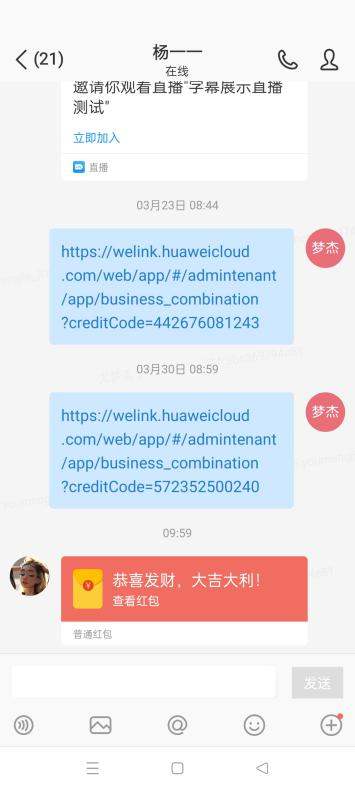 (21)
杨一一
在线
邀请你观看直播"字幕展示直播
测试"
立即加入
直播
03月23日 08:44
https://welink.huaweicloud
.com/web/app/#/admintenant
/app/business_combination
?creditCode=442676081243
梦杰
03月30日 08:59
https://welink.huaweicloud
.com/web/app/#/admintenant
/app/business_combination
?creditCode=572352500240
梦杰
09:59
恭喜发财，大吉大利！
查看红包
普通红包
发送